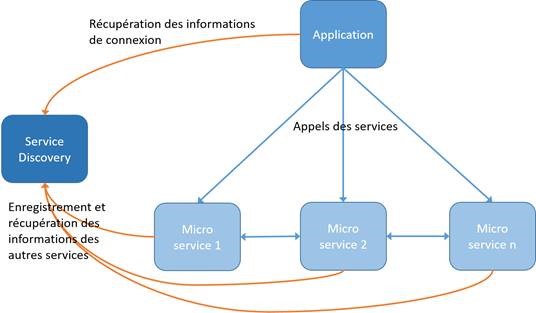 Récupération des informations
de connexion
Application
Appels des services
Service
Discovery
Enregistrement et
récupération des
informations des
autres services
Micro
service 1
Micro
service 2
Micro
service n